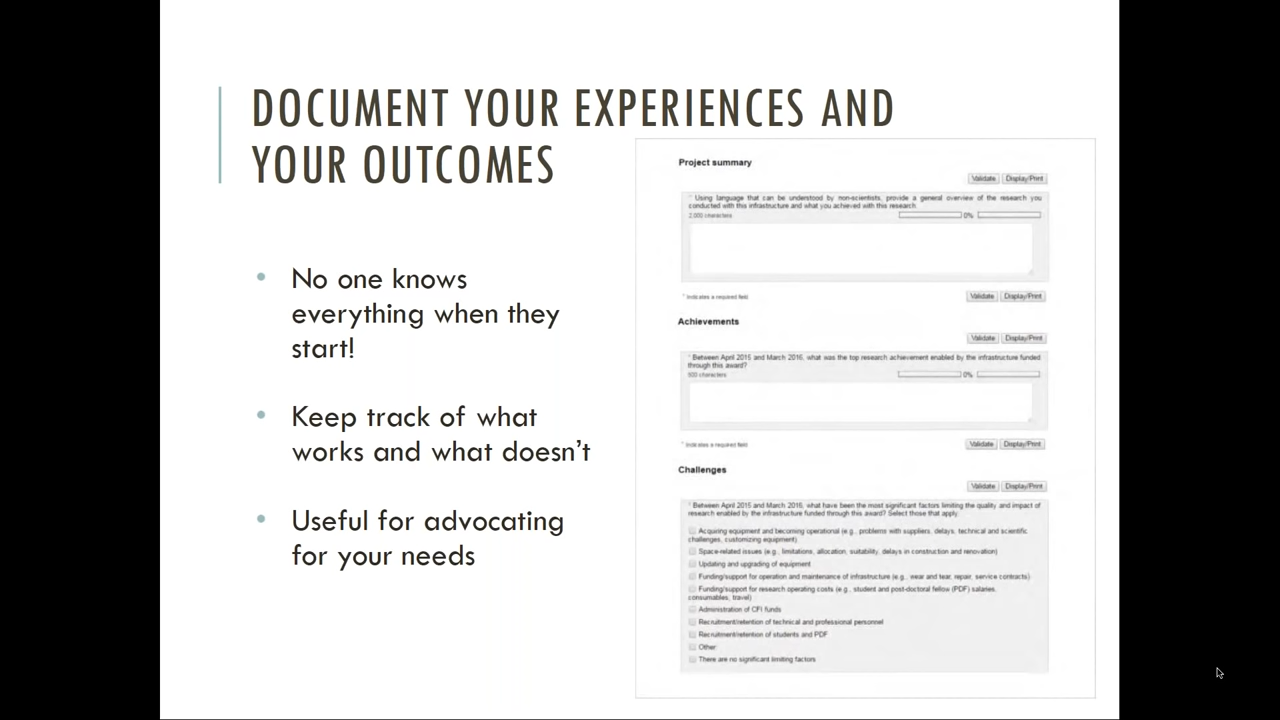 DOCUMENT YOUR EXPERIENCES AND
YOUR OUTCOMES
• No one knows
everything when they
start!
• Keep track of what
works and what doesn't
• Useful for advocating
for your needs
Project summary
Validate Display/Print
* Using language that can be understood by non-scientists, provide a general overview of the research you
conducted with this infrastructure and what you achieved with this research.
2,000 characters 0%
* Indicates a required field
Validate Display/Print
Achievements
Validate Display/Print
* Between April 2015 and March 2016, what was the top research achievement enabled by the infrastructure funded
through this award?
500 characters 0%
* Indicates a required field
Validate Display/Print
Challenges
Validate Display/Print
* Between April 2015 and March 2016, what have been the most significant factors limiting the quality and impact of
research enabled by the infrastructure funded through this award? Select those that apply.
Acquiring equipment and becoming operational (e.g., problems with suppliers, delays, technical and scientific
challenges, customizing equipment)
Space-related issues (e.g., limitations, allocation, suitability, delays in construction and renovation)
Updating and upgrading of equipment
Funding/support for operation and maintenance of infrastructure (e.g., wear and tear, repair, service contracts)
Funding/support for research operating costs (e.g., student and post-doctoral fellow (PDF) salaries,
consumables, travel)
Administration of CFI funds
Recruitment/retention of technical and professional personnel
Recruitment/retention of students and PDF
Other
There are no significant limiting factors